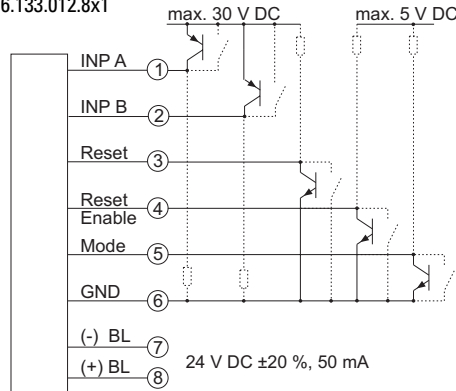 6.133.012.8x1
max. 30 V DC
max. 5 V DC
INP A
1
INP B
2
Reset
3
Reset
Enable
4
Mode
5
GND
6
(-) BL
7
(+) BL
8
24 V DC ±20 %, 50 mA